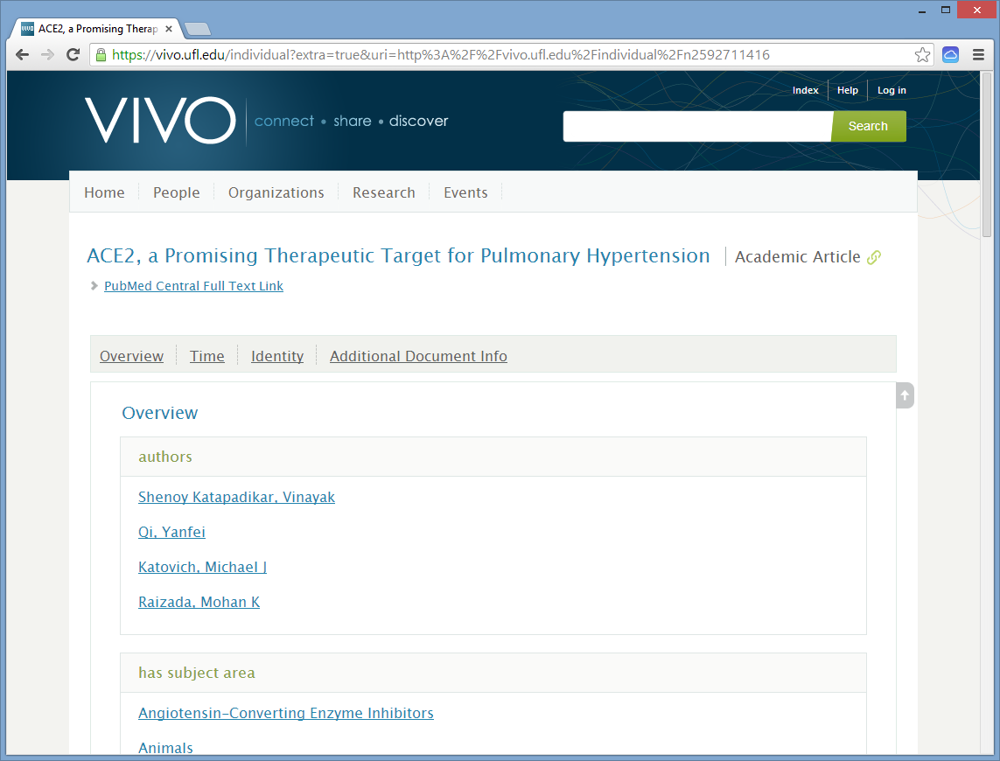 ACE2, a Promising Therap
https://vivo.ufl.edu/individual?extra=true&uri=http%3A%2F%2Fvivo.ufl.edu%2Findividual%2Fn2592711416
Index Help Log in
VIVO connect • share • discover
Search
Home People Organizations Research Events
ACE2, a Promising Therapeutic Target for Pulmonary Hypertension | Academic Article
PubMed Central Full Text Link
Overview Time Identity Additional Document Info
Overview
authors
Shenoy Katapadikar, Vinayak
Qi, Yanfei
Katovich, Michael J
Raizada, Mohan K
has subject area
Angiotensin-Converting Enzyme Inhibitors
Animals